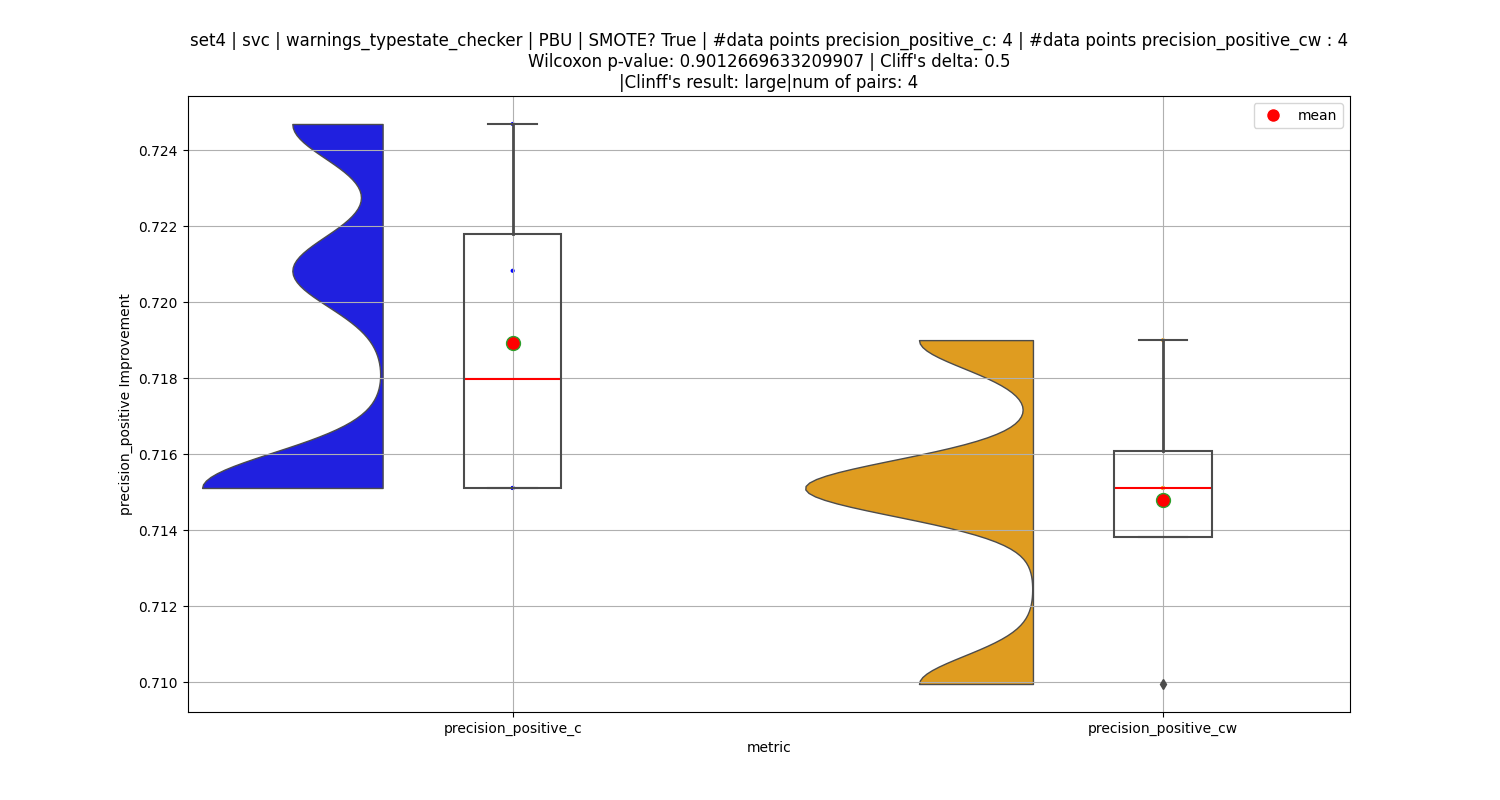 set4 | svc | warnings_typestate_checker | PBU | SMOTE? True | #data points precision_positive_c: 4 | #data points precision_positive_cw : 4
Wilcoxon p-value: 0.9012669633209907 | Cliff's delta: 0.5
|Clinff's result: large|num of pairs: 4
mean
0.724
0.722
0.720
0.718
0.716
0.714
0.712
0.710
precision_positive Improvement
precision_positive_c
precision_positive_cw
metric